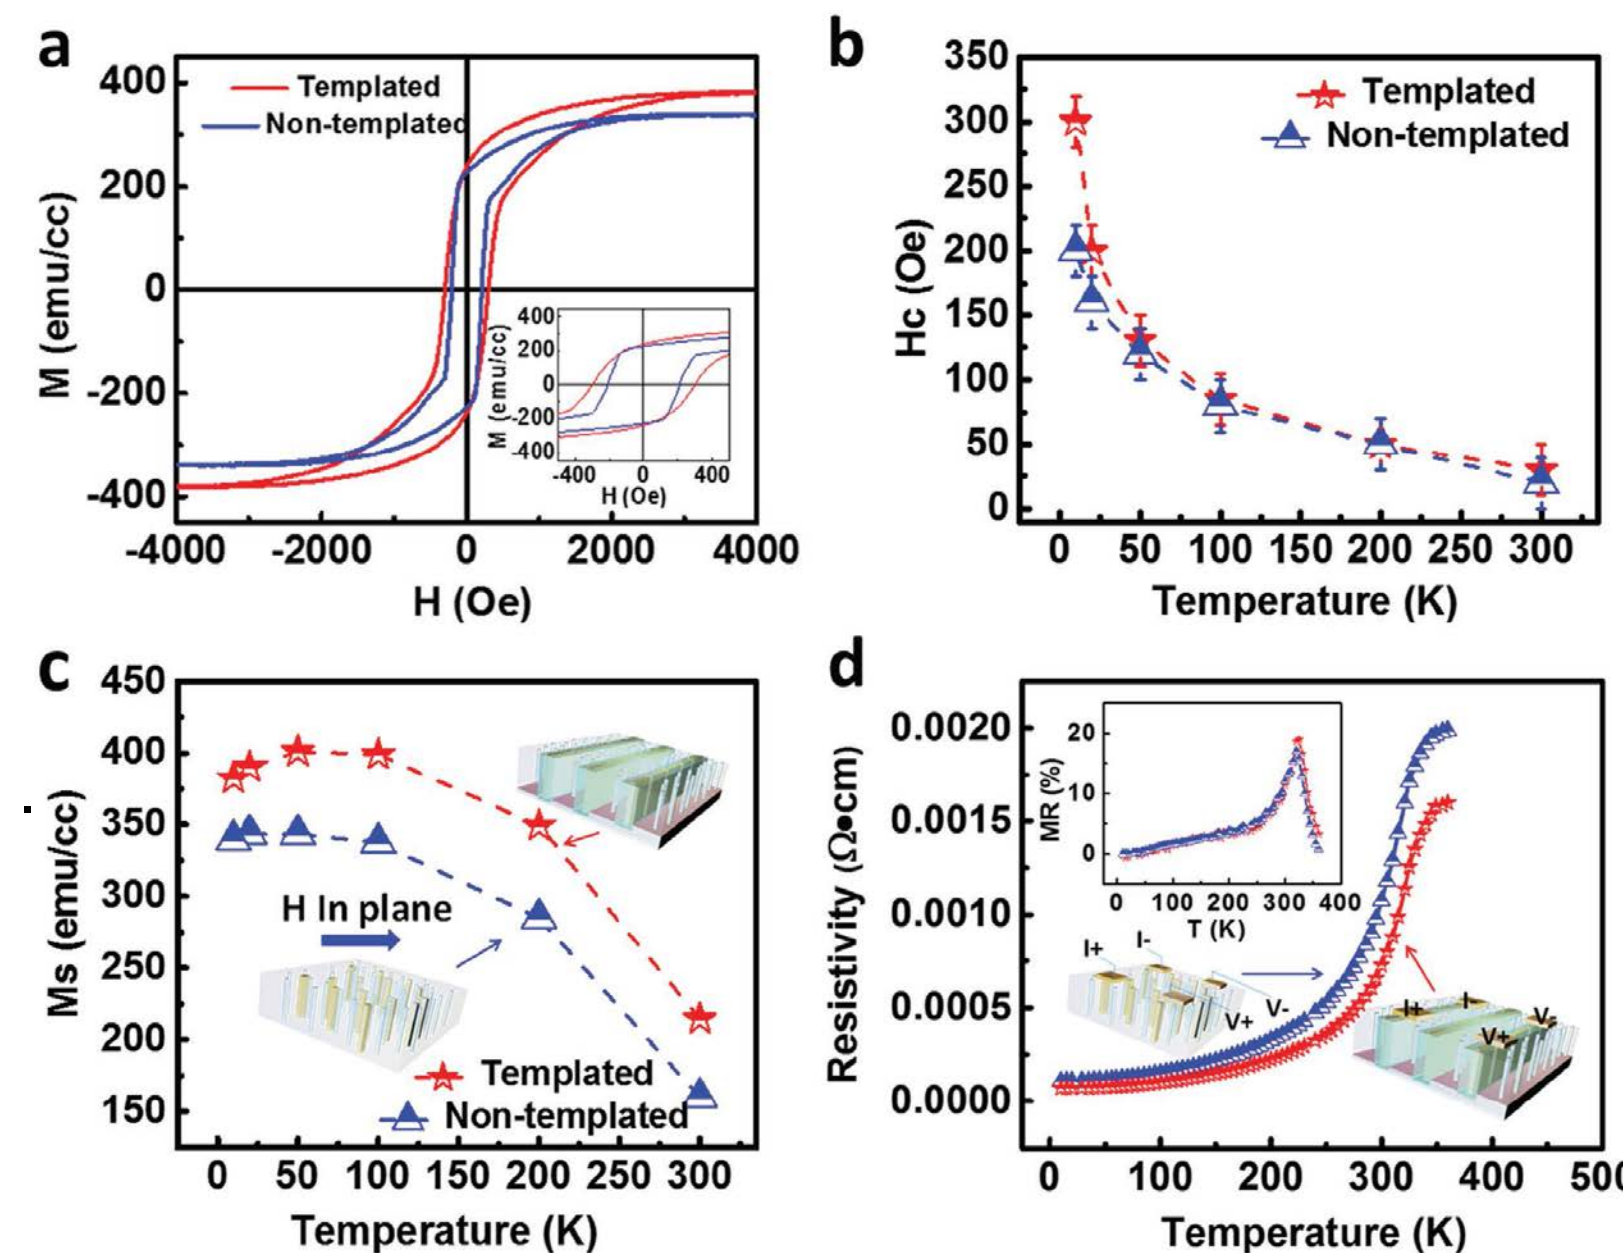 a
400
200
0
-200
-400
M (emu/cc)
Templated
Non-templated
-4000 -2000 0 2000 4000
H (Oe)
400
200
0
-200
-400
M (emu/cc)
-400 0 400
H (Oe)
b
350
300
250
200
150
100
50
0
Hc (Oe)
Templated
Non-templated
0 50 100 150 200 250 300
Temperature (K)
c
450
400
350
300
250
200
150
Ms (emu/cc)
H In plane
Templated
Non-templated
0 50 100 150 200 250 300
Temperature (K)
d
0.0020
0.0015
0.0010
0.0005
0.0000
Resistivity (Ω•cm)
20
10
0
MR (%)
0 100 200 300 400
T (K)
I+ I-
V+ V-
I+ I- V-
V+
0 100 200 300 400 500
Temperature (K)